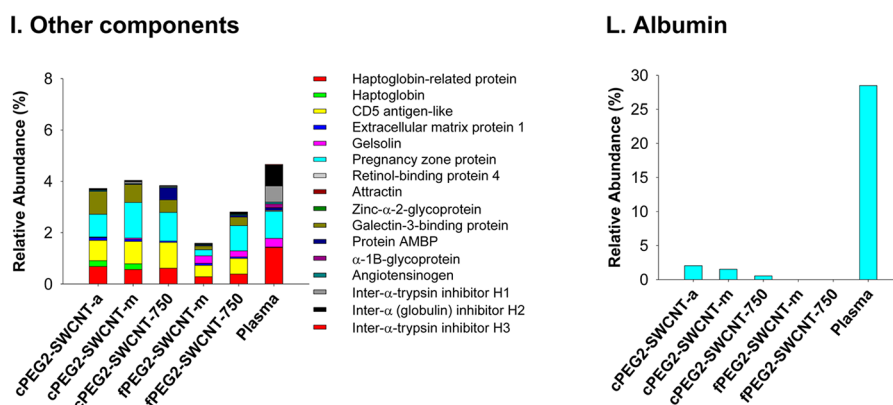 I. Other components
Relative Abundance (%)
8
6
4
2
0
cPEG2-SWCNT-a
cPEG2-SWCNT-m
cPEG2-SWCNT-750
fPEG2-SWCNT-m
fPEG2-SWCNT-750
Plasma
Haptoglobin-related protein
Haptoglobin
CD5 antigen-like
Extracellular matrix protein 1
Gelsolin
Pregnancy zone protein
Retinol-binding protein 4
Attractin
Zinc-α-2-glycoprotein
Galectin-3-binding protein
Protein AMBP
α-1B-glycoprotein
Angiotensinogen
Inter-α-trypsin inhibitor H1
Inter-α (globulin) inhibitor H2
Inter-α-trypsin inhibitor H3
L. Albumin
Relative Abundance (%)
30
25
20
15
10
5
0
cPEG2-SWCNT-a
cPEG2-SWCNT-m
cPEG2-SWCNT-750
fPEG2-SWCNT-m
fPEG2-SWCNT-750
Plasma